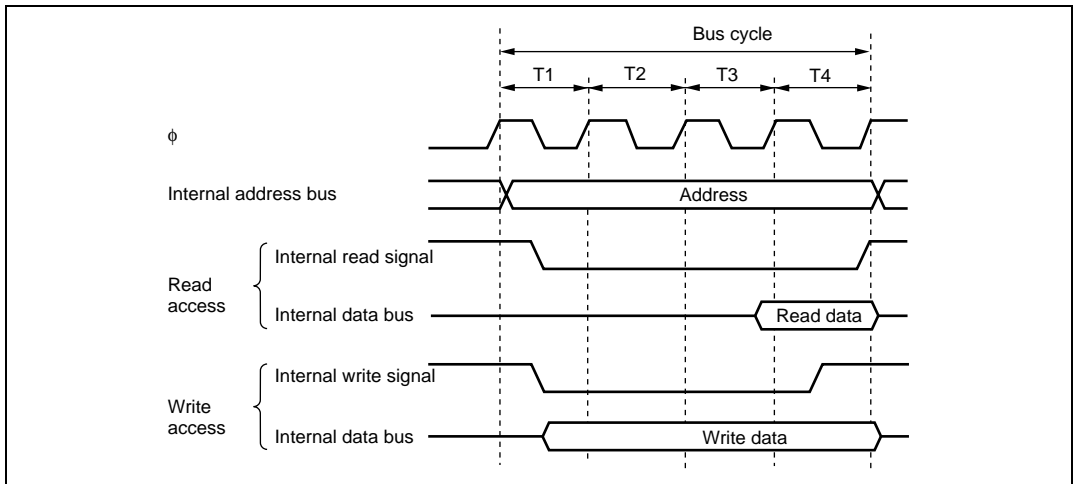 Bus cycle
T1 T2 T3 T4
ϕ
Internal address bus Address
Read
access
Internal read signal
Internal data bus Read data
Write
access
Internal write signal
Internal data bus Write data